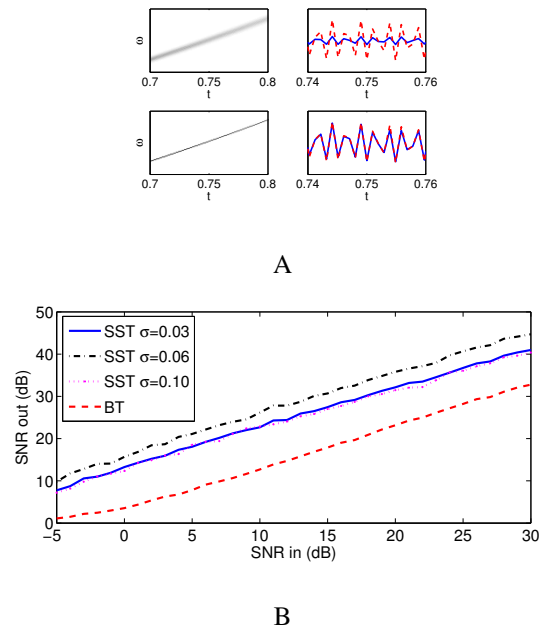 ω
0.7 0.75 0.8
t
0.74 0.75 0.76
t
ω
0.7 0.75 0.8
t
0.74 0.75 0.76
t
A
SNR out (dB)
50
40
30
20
10
0
SST σ=0.03
SST σ=0.06
SST σ=0.10
BT
−5 0 5 10 15 20 25 30
SNR in (dB)
B